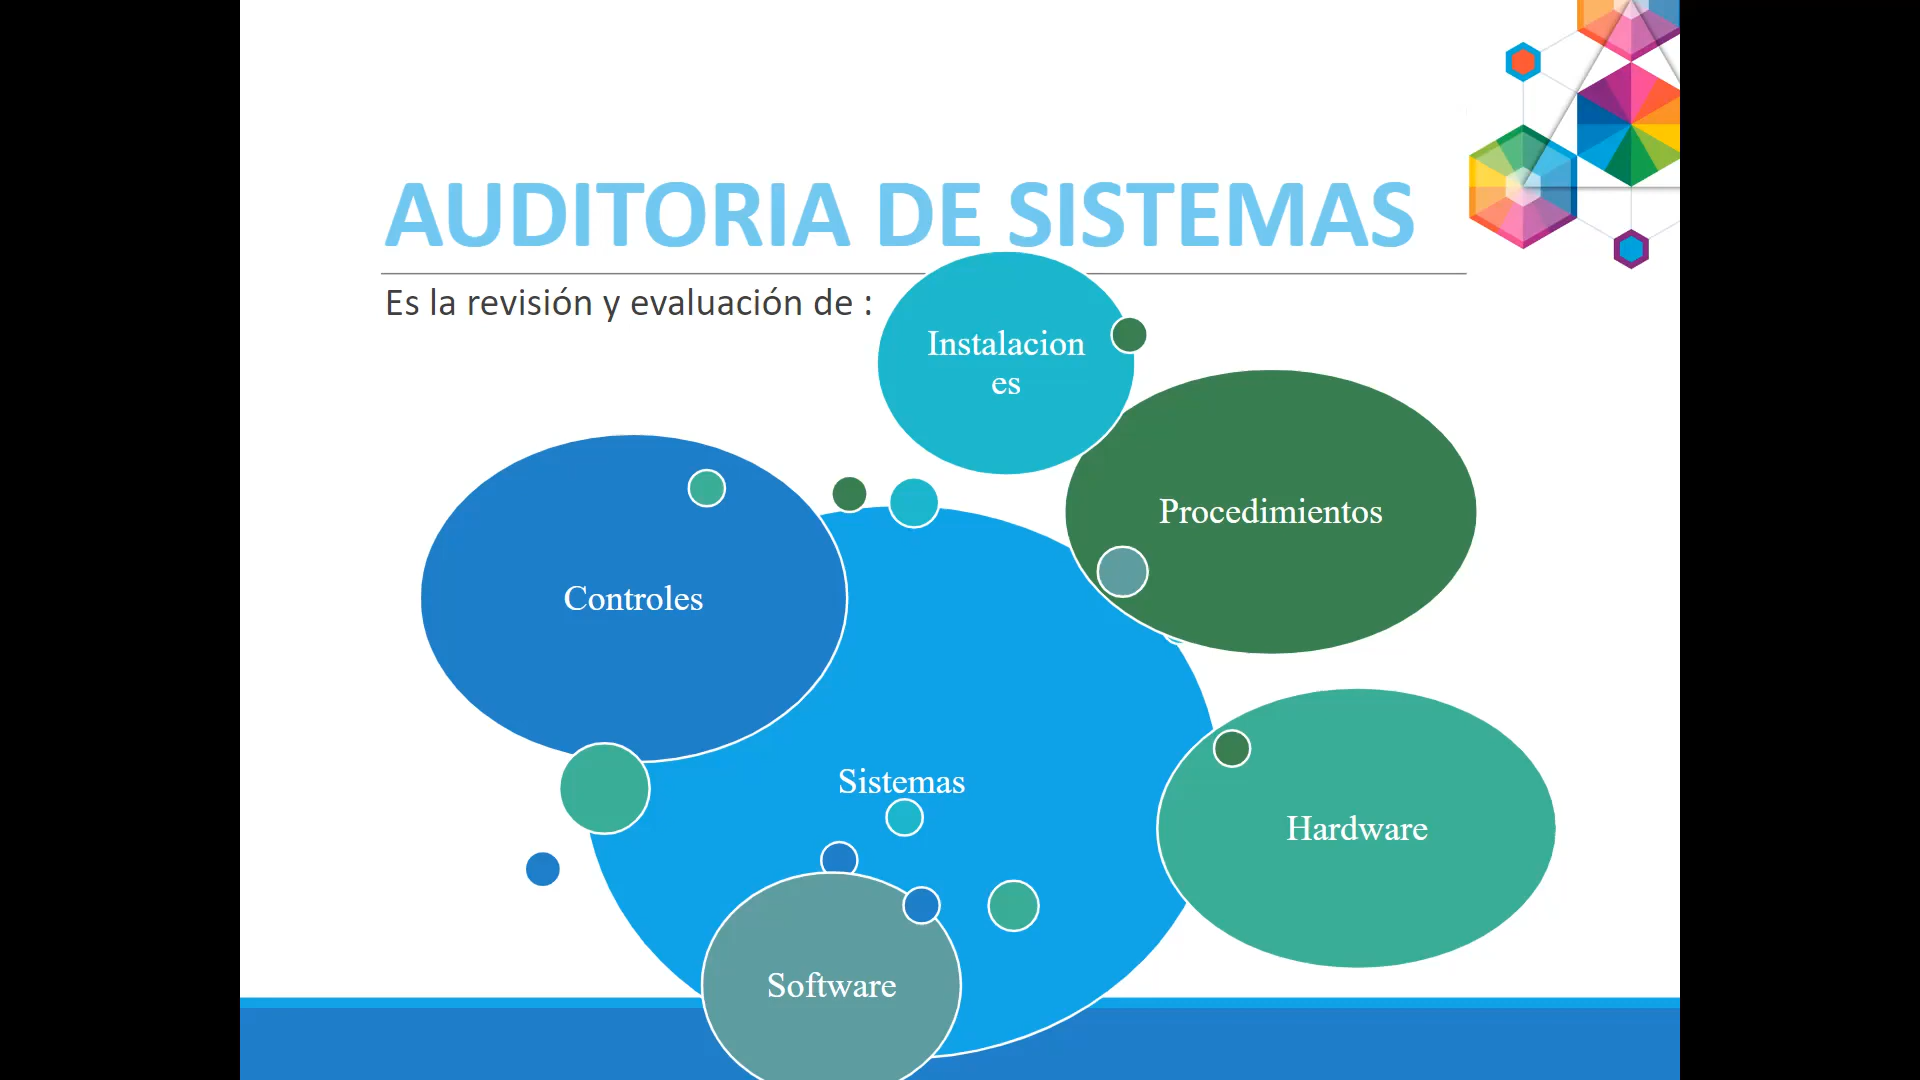 AUDITORIA DE SISTEMAS
Es la revisión y evaluación de :
Instalacion
es
Procedimientos
Controles
Sistemas
Hardware
Software